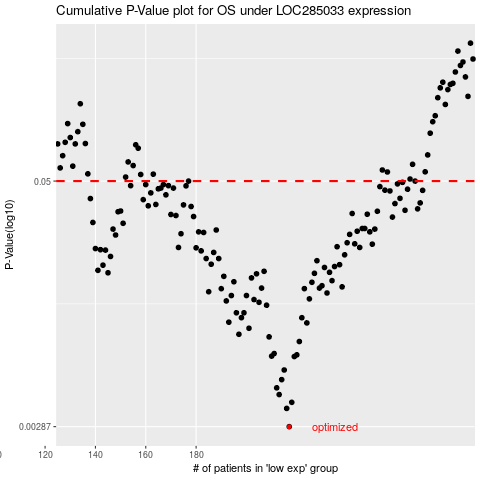 Cumulative P-Value plot for OS under LOC285033 expression
P-Value(log10)
0.05
0.00287
optimized
0 120 140 160 180
# of patients in 'low exp' group